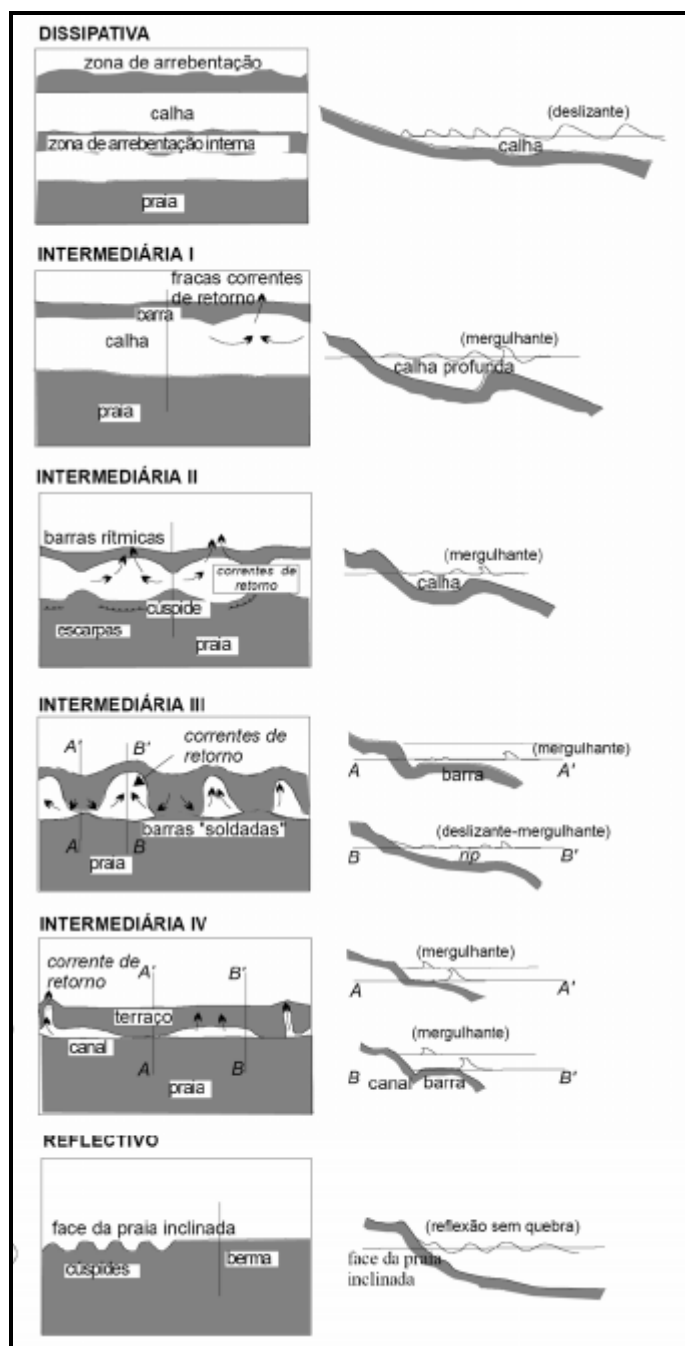 DISSIPATIVA
zona de arrebentação
calha
zona de arrebentação interna
praia
(deslizante)
calha
INTERMEDIÁRIA I
fracas correntes
de retorno
barra
calha
praia
(mergulhante)
calha profunda
INTERMEDIÁRIA II
barras rítmicas
correntes de
retorno
cúspide
escarpas
praia
(mergulhante)
calha
INTERMEDIÁRIA III
A' B' correntes de
retorno
barras "soldadas"
A B
praia
(mergulhante)
A barra A'
(deslizante-mergulhante)
B rip B'
INTERMEDIÁRIA IV
corrente de
retorno
A' B'
terraço
canal
A B
praia
(mergulhante)
A A'
(mergulhante)
B canal barra B'
REFLECTIVO
face da praia inclinada
cúspides
berma
(reflexão sem quebra)
face da praia
inclinada